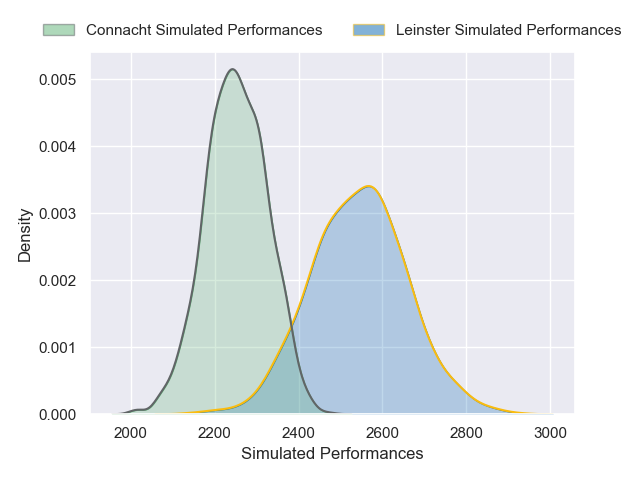 Connacht Simulated Performances Leinster Simulated Performances
0.005
0.004
0.003
0.002
0.001
0.000
Density
2000 2200 2400 2600 2800 3000
Simulated Performances